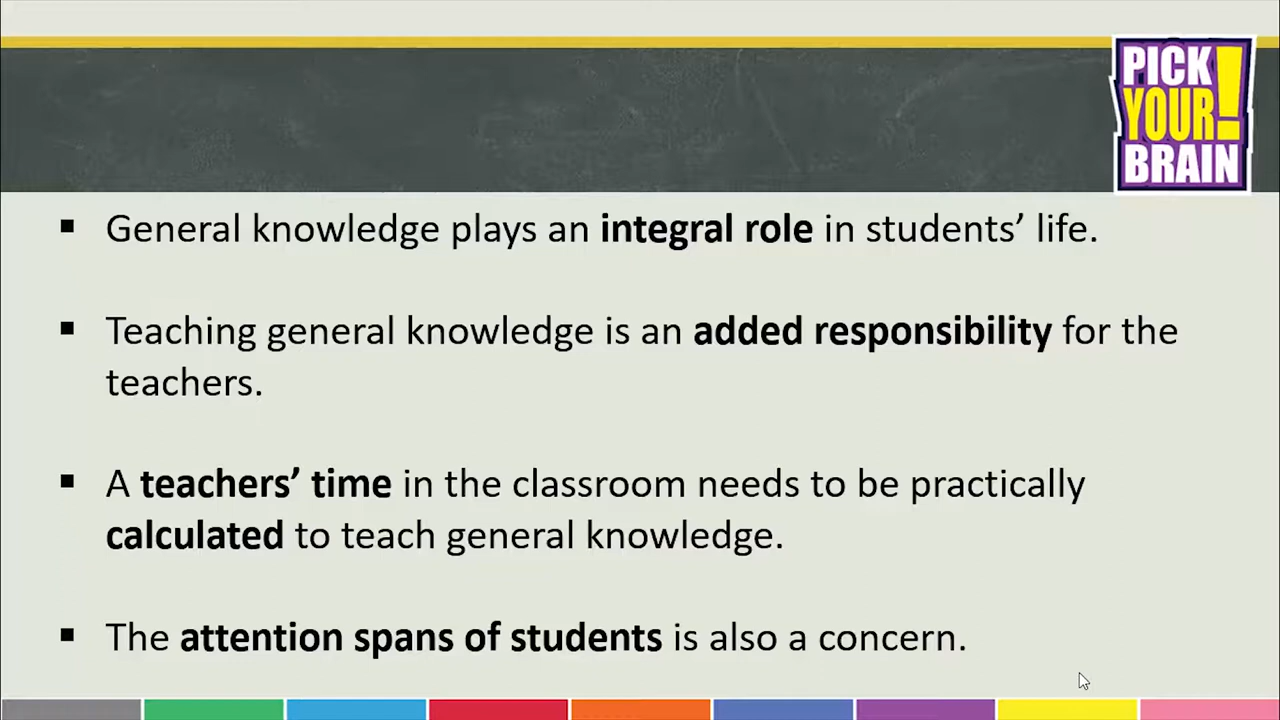 PICK
YOUR!
BRAIN
▪ General knowledge plays an integral role in students’ life.
▪ Teaching general knowledge is an added responsibility for the
teachers.
▪ A teachers’ time in the classroom needs to be practically
calculated to teach general knowledge.
▪ The attention spans of students is also a concern.